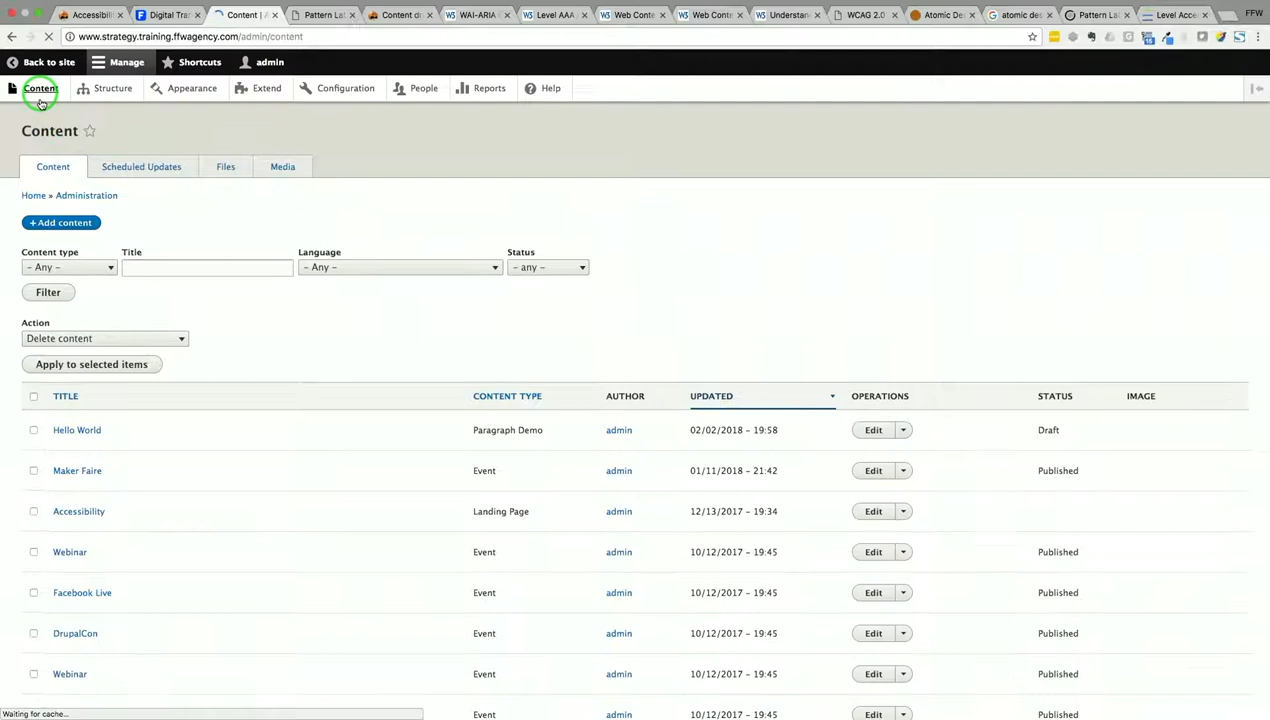 Accessibili
Digital Tran
Content | A
Pattern Lab
Content di
WAI-ARIA
Level AAA
Web Conte
Web Conte
Understan
WCAG 2.0
Atomic Des
atomic des
Pattern Lab
Level Acce
FFW
www.strategy.training.ffwagency.com/admin/content
Back to site Manage Shortcuts admin
Content Structure Appearance Extend Configuration People Reports Help
Content
Content Scheduled Updates Files Media
Home » Administration
+ Add content
Content type Title Language Status
- Any - - Any - - any -
Filter
Action
Delete content
Apply to selected items
TITLE CONTENT TYPE AUTHOR UPDATED OPERATIONS STATUS IMAGE
Hello World Paragraph Demo admin 02/02/2018 - 19:58 Edit Draft
Maker Faire Event admin 01/11/2018 - 21:42 Edit Published
Accessibility Landing Page admin 12/13/2017 - 19:34 Edit
Webinar Event admin 10/12/2017 - 19:45 Edit Published
Facebook Live Event admin 10/12/2017 - 19:45 Edit Published
DrupalCon Event admin 10/12/2017 - 19:45 Edit Published
Webinar Event admin 10/12/2017 - 19:45 Edit Published
Waiting for cache... Event admin 10/12/2017 - 19:45 Edit Published